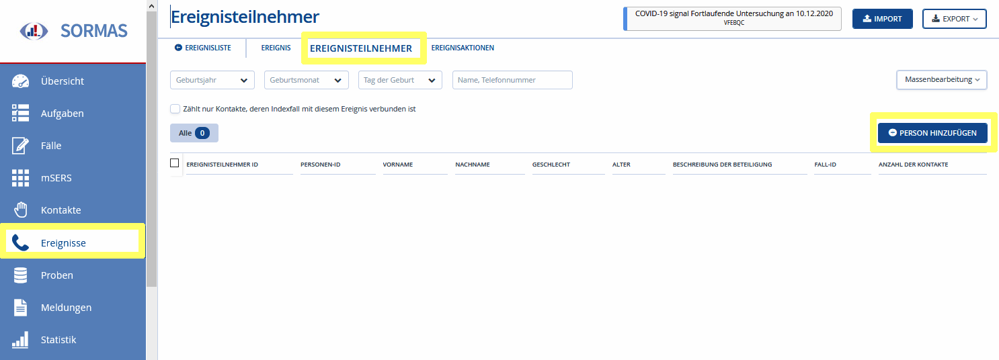 SORMAS
Übersicht
Aufgaben
Fälle
mSERS
Kontakte
Ereignisse
Proben
Meldungen
Statistik
Ereignisteilnehmer
COVID-19 signal Fortlaufende Untersuchung an 10.12.2020
VFEBQC
IMPORT
EXPORT
EREIGNISLISTE EREIGNIS EREIGNISTEILNEHMER EREIGNISAKTIONEN
Geburtsjahr Geburtsmonat Tag der Geburt Name, Telefonnummer Massenbearbeitung
Zählt nur Kontakte, deren Indexfall mit diesem Ereignis verbunden ist
Alle 0 PERSON HINZUFÜGEN
EREIGNISTEILNEHMER ID PERSONEN-ID VORNAME NACHNAME GESCHLECHT ALTER BESCHREIBUNG DER BETEILIGUNG FALL-ID ANZAHL DER KONTAKTE